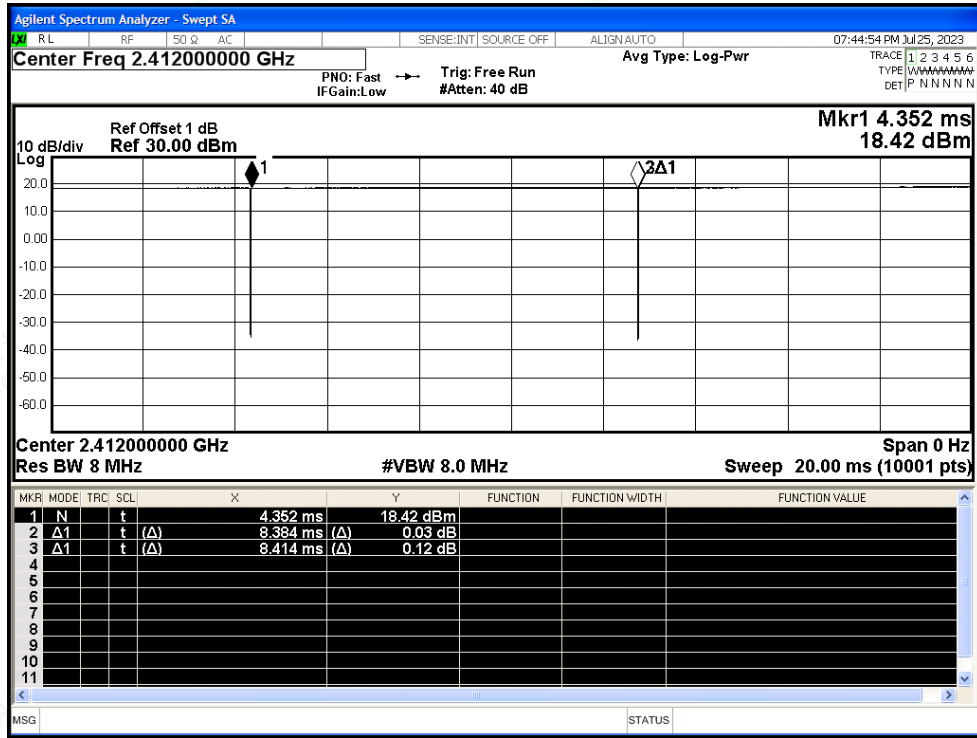 Agilent Spectrum Analyzer - Swept SA
LXI RL RF 50 Ω AC SENSE:INT SOURCE OFF ALIGN AUTO 07:44:54 PM Jul 25, 2023
Center Freq 2.412000000 GHz Avg Type: Log-Pwr TRACE 1 2 3 4 5 6
PNO: Fast Trig: Free Run TYPE WWWWWW
IFGain:Low #Atten: 40 dB DET P N N N N N
Mkr1 4.352 ms
18.42 dBm
Ref Offset 1 dB
10 dB/div Ref 30.00 dBm
Log
1
3Δ1
20.0
10.0
0.00
-10.0
-20.0
-30.0
-40.0
-50.0
-60.0
Center 2.412000000 GHz Span 0 Hz
Res BW 8 MHz #VBW 8.0 MHz Sweep 20.00 ms (10001 pts)
MKR MODE TRC SCL X Y FUNCTION FUNCTION WIDTH FUNCTION VALUE
1 N t 4.352 ms 18.42 dBm
2 Δ1 t (Δ) 8.384 ms (Δ) 0.03 dB
3 Δ1 t (Δ) 8.414 ms (Δ) 0.12 dB
4
5
6
7
8
9
10
11
MSG STATUS